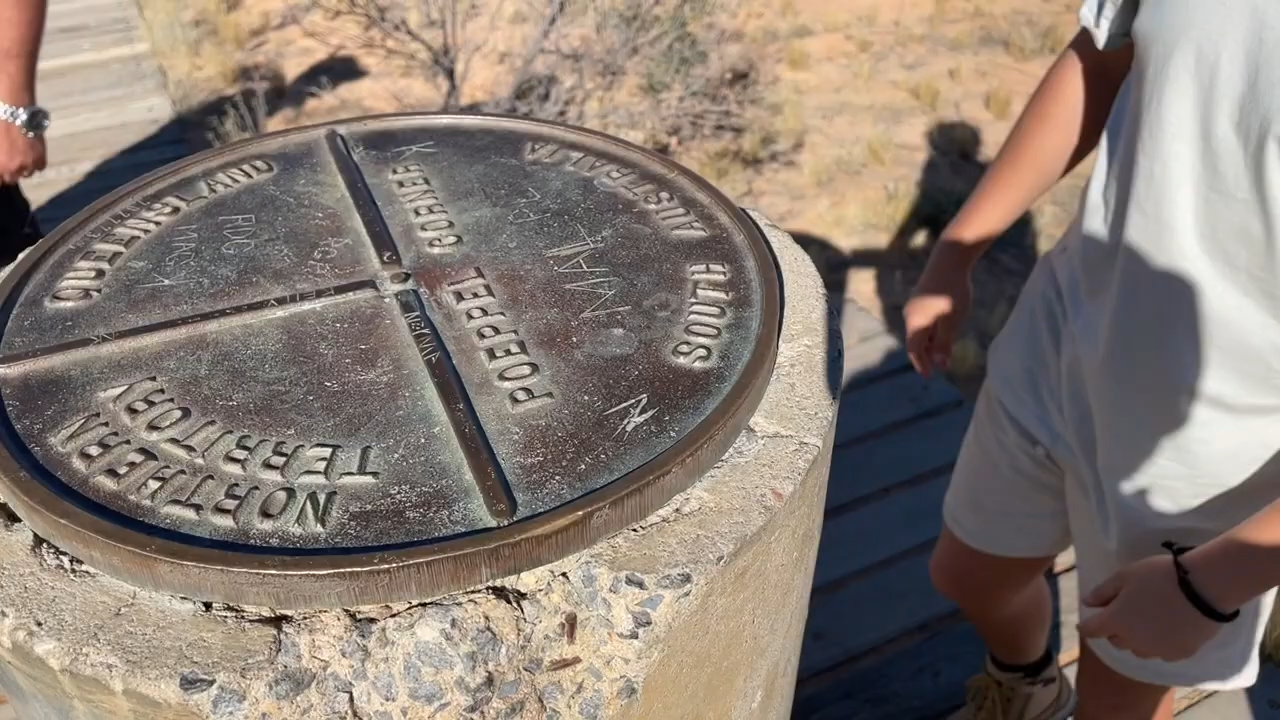 QUEENSLAND
SOUTH AUSTRALIA
POEPPEL CORNER
NORTHERN
TERRITORY